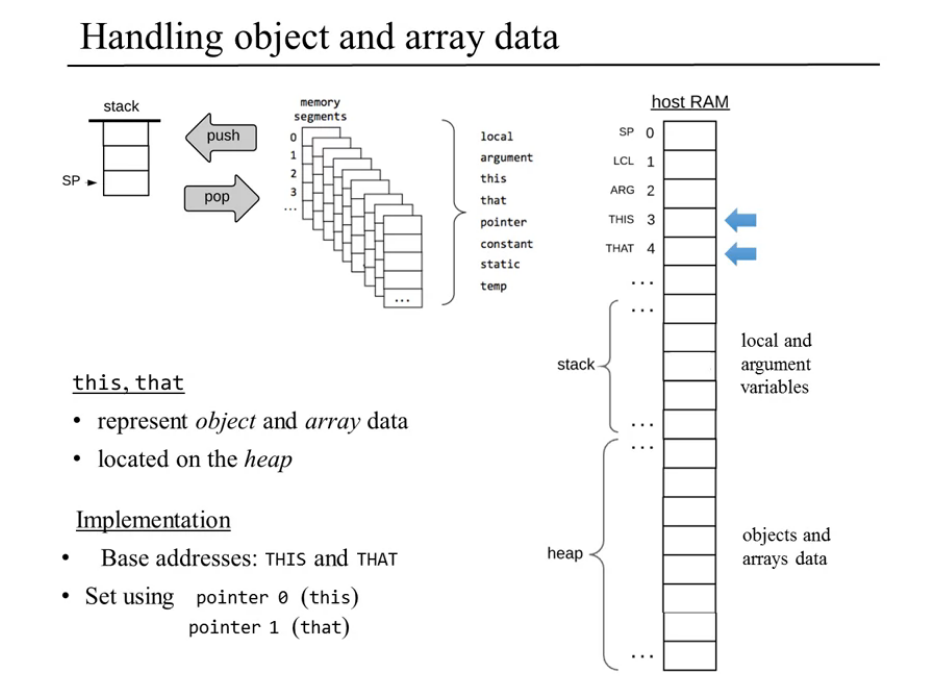 Handling object and array data
stack
push
pop
SP
memory
segments
0
1
2
3
...
...
local
argument
this
that
pointer
constant
static
temp
host RAM
SP 0
LCL 1
ARG 2
THIS 3
THAT 4
...
...
stack
...
local and
argument
variables
...
heap
...
objects and
arrays data
this, that
• represent object and array data
• located on the heap
Implementation
• Base addresses: THIS and THAT
• Set using pointer 0 (this)
pointer 1 (that)